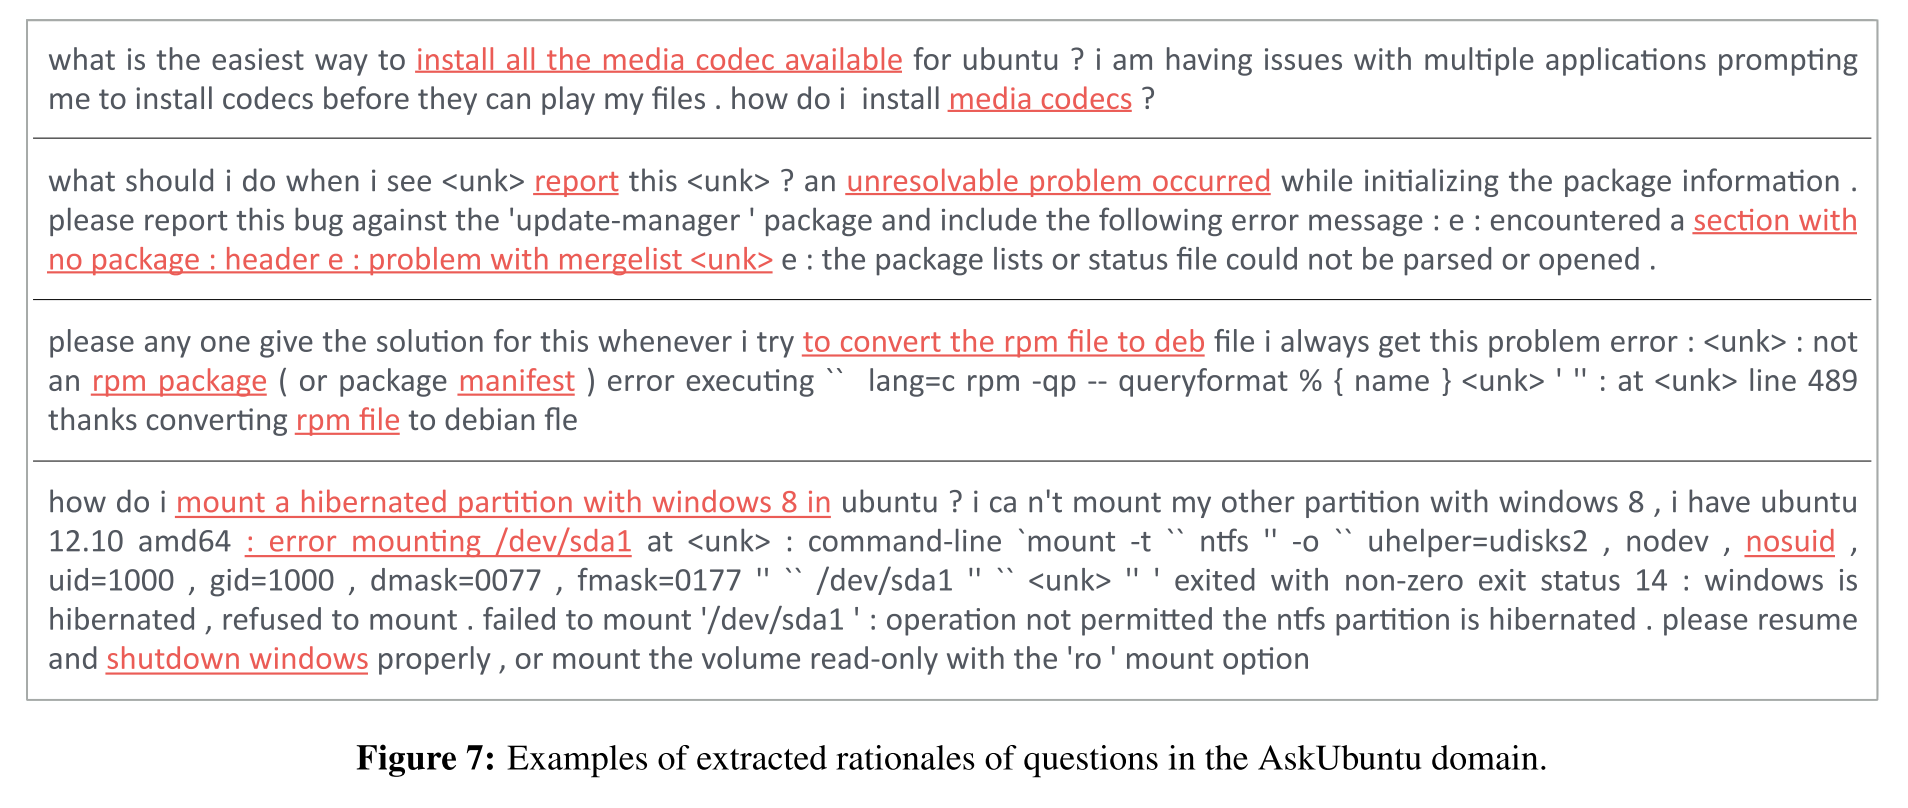 what is the easiest way to install all the media codec available for ubuntu ? i am having issues with multiple applications prompting
me to install codecs before they can play my files . how do i install media codecs ?
what should i do when i see <unk> report this <unk> ? an unresolvable problem occurred while initializing the package information .
please report this bug against the 'update-manager ' package and include the following error message : e : encountered a section with
no package : header e : problem with mergelist <unk> e : the package lists or status file could not be parsed or opened .
please any one give the solution for this whenever i try to convert the rpm file to deb file i always get this problem error : <unk> : not
an rpm package ( or package manifest ) error executing `` lang=c rpm -qp -- queryformat % { name } <unk> ' '' : at <unk> line 489
thanks converting rpm file to debian fle
how do i mount a hibernated partition with windows 8 in ubuntu ? i ca n't mount my other partition with windows 8 , i have ubuntu
12.10 amd64 : error mounting /dev/sda1 at <unk> : command-line `mount -t `` ntfs '' -o `` uhelper=udisks2 , nodev , nosuid ,
uid=1000 , gid=1000 , dmask=0077 , fmask=0177 '' `` /dev/sda1 '' `` <unk> '' ' exited with non-zero exit status 14 : windows is
hibernated , refused to mount . failed to mount '/dev/sda1 ' : operation not permitted the ntfs partition is hibernated . please resume
and shutdown windows properly , or mount the volume read-only with the 'ro ' mount option
Figure 7: Examples of extracted rationales of questions in the AskUbuntu domain.